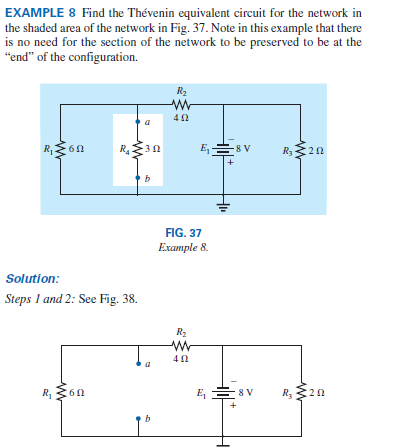 EXAMPLE 8 Find the Thévenin equivalent circuit for the network in
the shaded area of the network in Fig. 37. Note in this example that there
is no need for the section of the network to be preserved to be at the
“end” of the configuration.
R2
4 Ω
a
R1 6 Ω
R4 3 Ω
E1
–
8 V
+
R3 2 Ω
b
FIG. 37
Example 8.
Solution:
Steps 1 and 2: See Fig. 38.
R2
4 Ω
a
R1 6 Ω
E1
–
8 V
+
R3 2 Ω
b